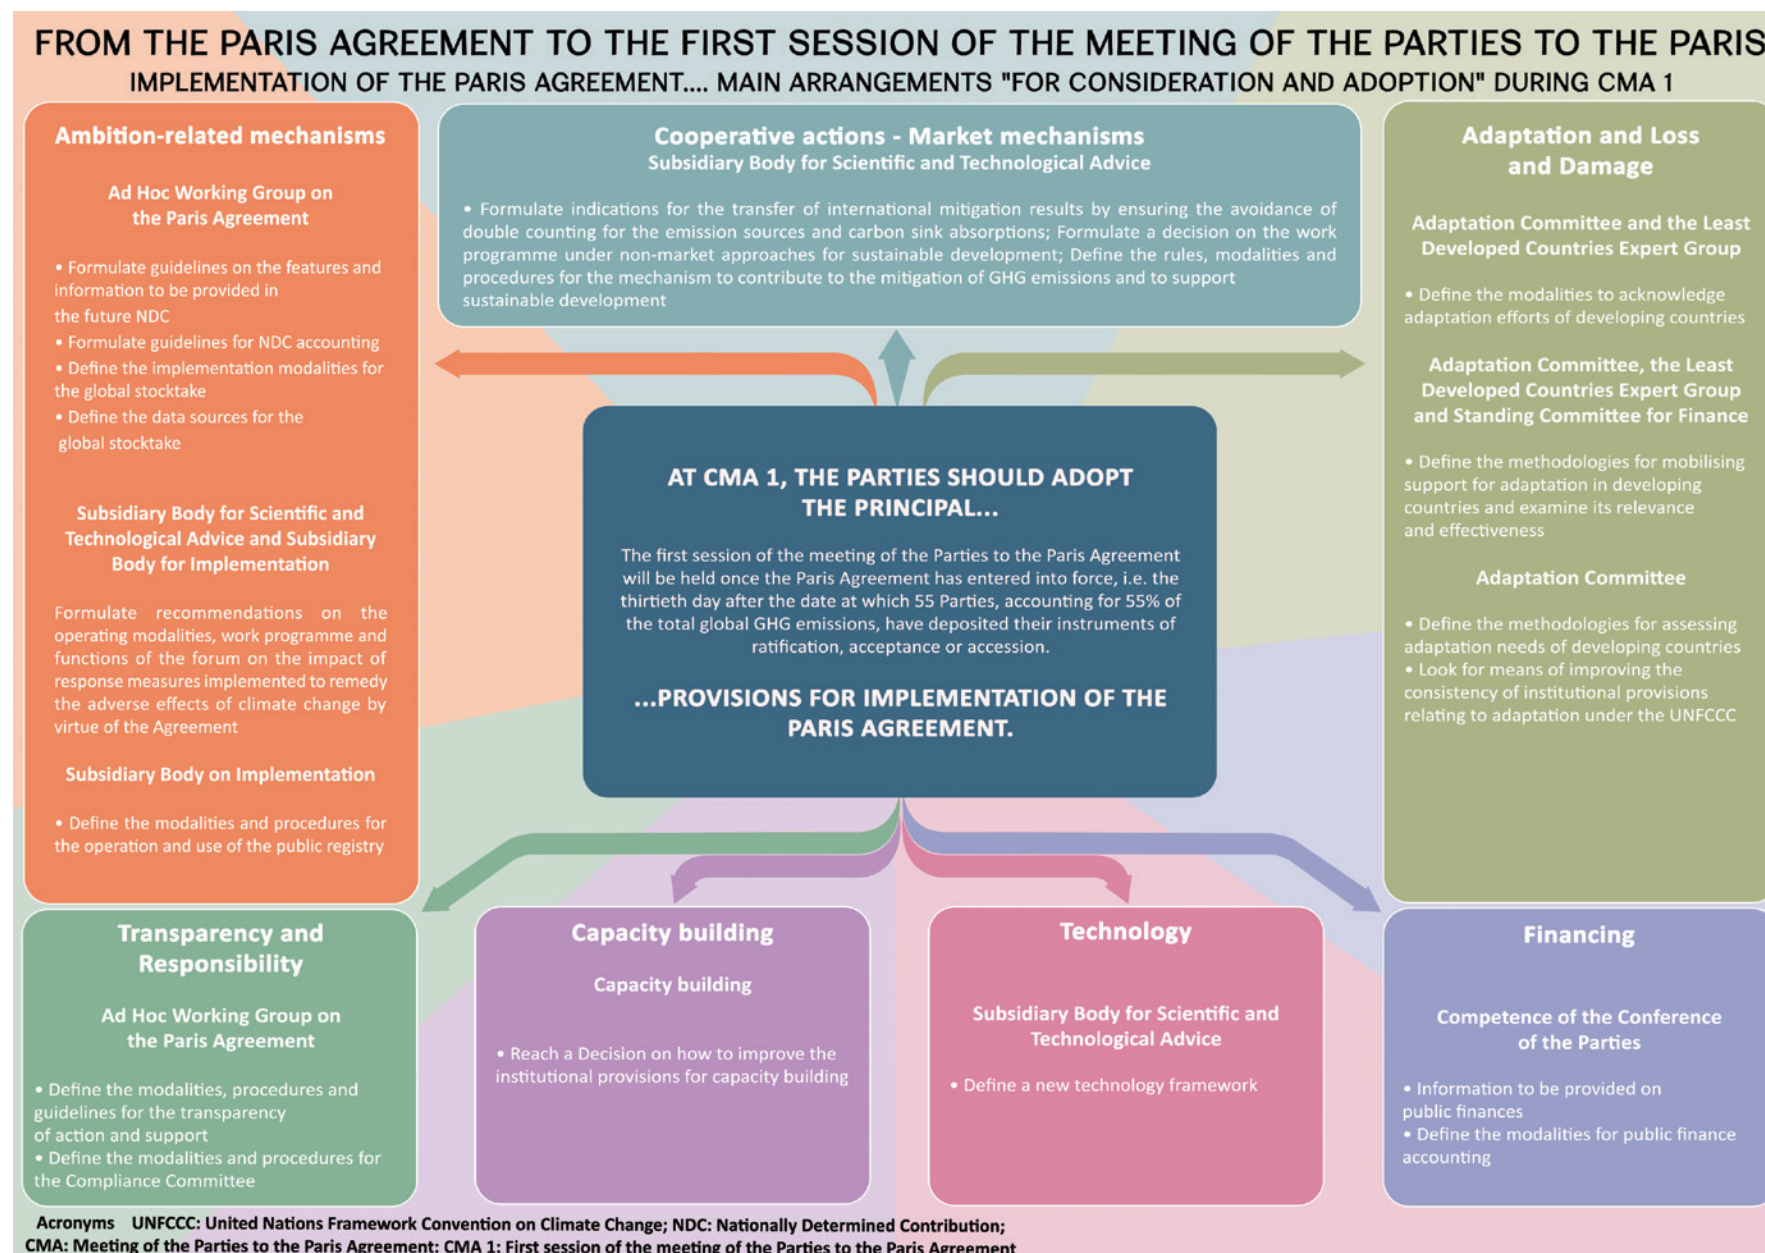 FROM THE PARIS AGREEMENT TO THE FIRST SESSION OF THE MEETING OF THE PARTIES TO THE PARIS
IMPLEMENTATION OF THE PARIS AGREEMENT.... MAIN ARRANGEMENTS "FOR CONSIDERATION AND ADOPTION" DURING CMA 1
Ambition-related mechanisms
Ad Hoc Working Group on
the Paris Agreement
• Formulate guidelines on the features and
information to be provided in
the future NDC
• Formulate guidelines for NDC accounting
• Define the implementation modalities for
the global stocktake
• Define the data sources for the
global stocktake
Subsidiary Body for Scientific and
Technological Advice and Subsidiary
Body for Implementation
Formulate recommendations on the
operating modalities, work programme and
functions of the forum on the impact of
response measures implemented to remedy
the adverse effects of climate change by
virtue of the Agreement
Subsidiary Body on Implementation
• Define the modalities and procedures for
the operation and use of the public registry
Cooperative actions - Market mechanisms
Subsidiary Body for Scientific and Technological Advice
• Formulate indications for the transfer of international mitigation results by ensuring the avoidance of
double counting for the emission sources and carbon sink absorptions; Formulate a decision on the work
programme under non-market approaches for sustainable development; Define the rules, modalities and
procedures for the mechanism to contribute to the mitigation of GHG emissions and to support
sustainable development
Adaptation and Loss
and Damage
Adaptation Committee and the Least
Developed Countries Expert Group
• Define the modalities to acknowledge
adaptation efforts of developing countries
Adaptation Committee, the Least
Developed Countries Expert Group
and Standing Committee for Finance
• Define the methodologies for mobilising
support for adaptation in developing
countries and examine its relevance
and effectiveness
Adaptation Committee
• Define the methodologies for assessing
adaptation needs of developing countries
• Look for means of improving the
consistency of institutional provisions
relating to adaptation under the UNFCCC
AT CMA 1, THE PARTIES SHOULD ADOPT
THE PRINCIPAL...
The first session of the meeting of the Parties to the Paris Agreement
will be held once the Paris Agreement has entered into force, i.e. the
thirtieth day after the date at which 55 Parties, accounting for 55% of
the total global GHG emissions, have deposited their instruments of
ratification, acceptance or accession.
...PROVISIONS FOR IMPLEMENTATION OF THE
PARIS AGREEMENT.
Transparency and
Responsibility
Ad Hoc Working Group on
the Paris Agreement
• Define the modalities, procedures and
guidelines for the transparency
of action and support
• Define the modalities and procedures for
the Compliance Committee
Capacity building
Capacity building
• Reach a Decision on how to improve the
institutional provisions for capacity building
Technology
Subsidiary Body for Scientific and
Technological Advice
• Define a new technology framework
Financing
Competence of the Conference
of the Parties
• Information to be provided on
public finances
• Define the modalities for public finance
accounting
Acronyms UNFCCC: United Nations Framework Convention on Climate Change; NDC: Nationally Determined Contribution;
CMA: Meeting of the Parties to the Paris Agreement; CMA 1: First session of the meeting of the Parties to the Paris Agreement